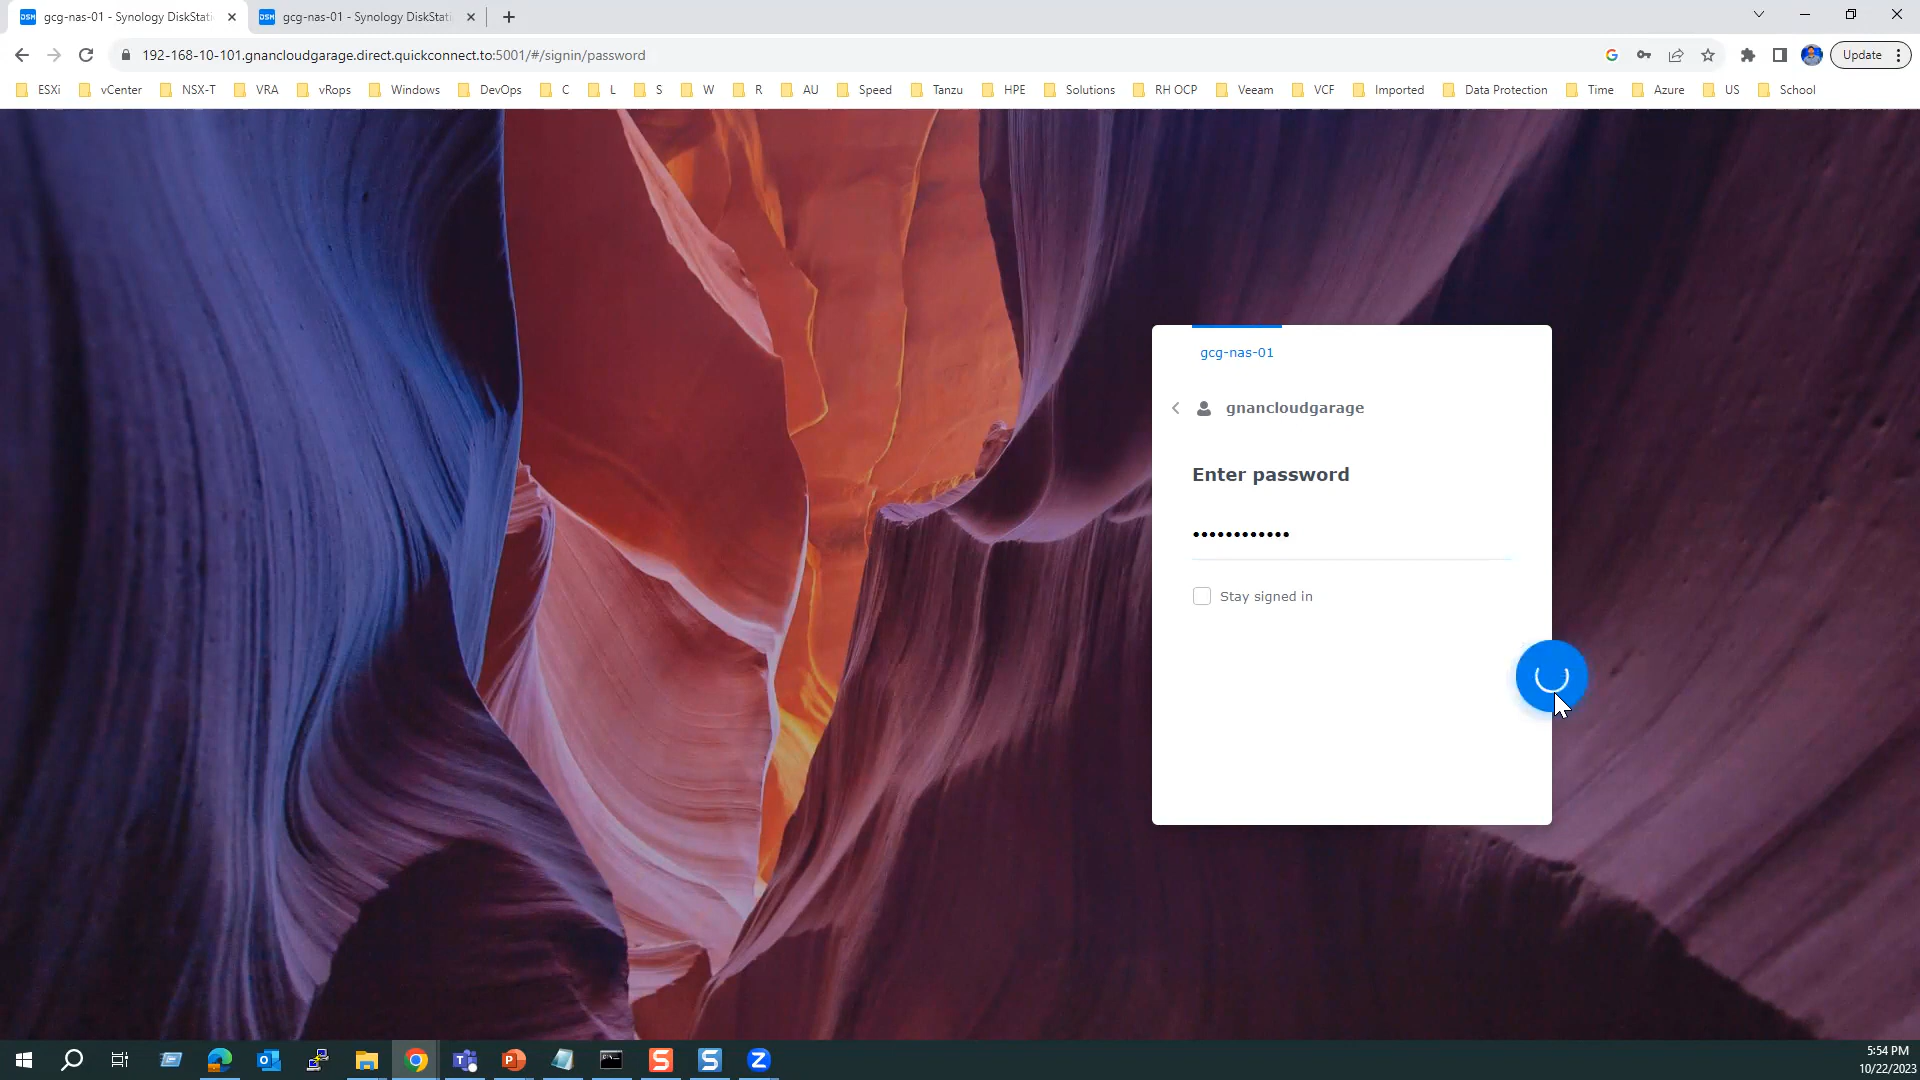 gcg-nas-01 - Synology DiskStati
gcg-nas-01 - Synology DiskStati
192-168-10-101.gnancloudgarage.direct.quickconnect.to:5001/#/signin/password
Update
ESXi vCenter NSX-T VRA vRops Windows DevOps C L S W R AU Speed Tanzu HPE Solutions RH OCP Veeam VCF Imported Data Protection Time Azure US School
gcg-nas-01
gnancloudgarage
Enter password
••••••••••••
Stay signed in
5:54 PM
10/22/2023